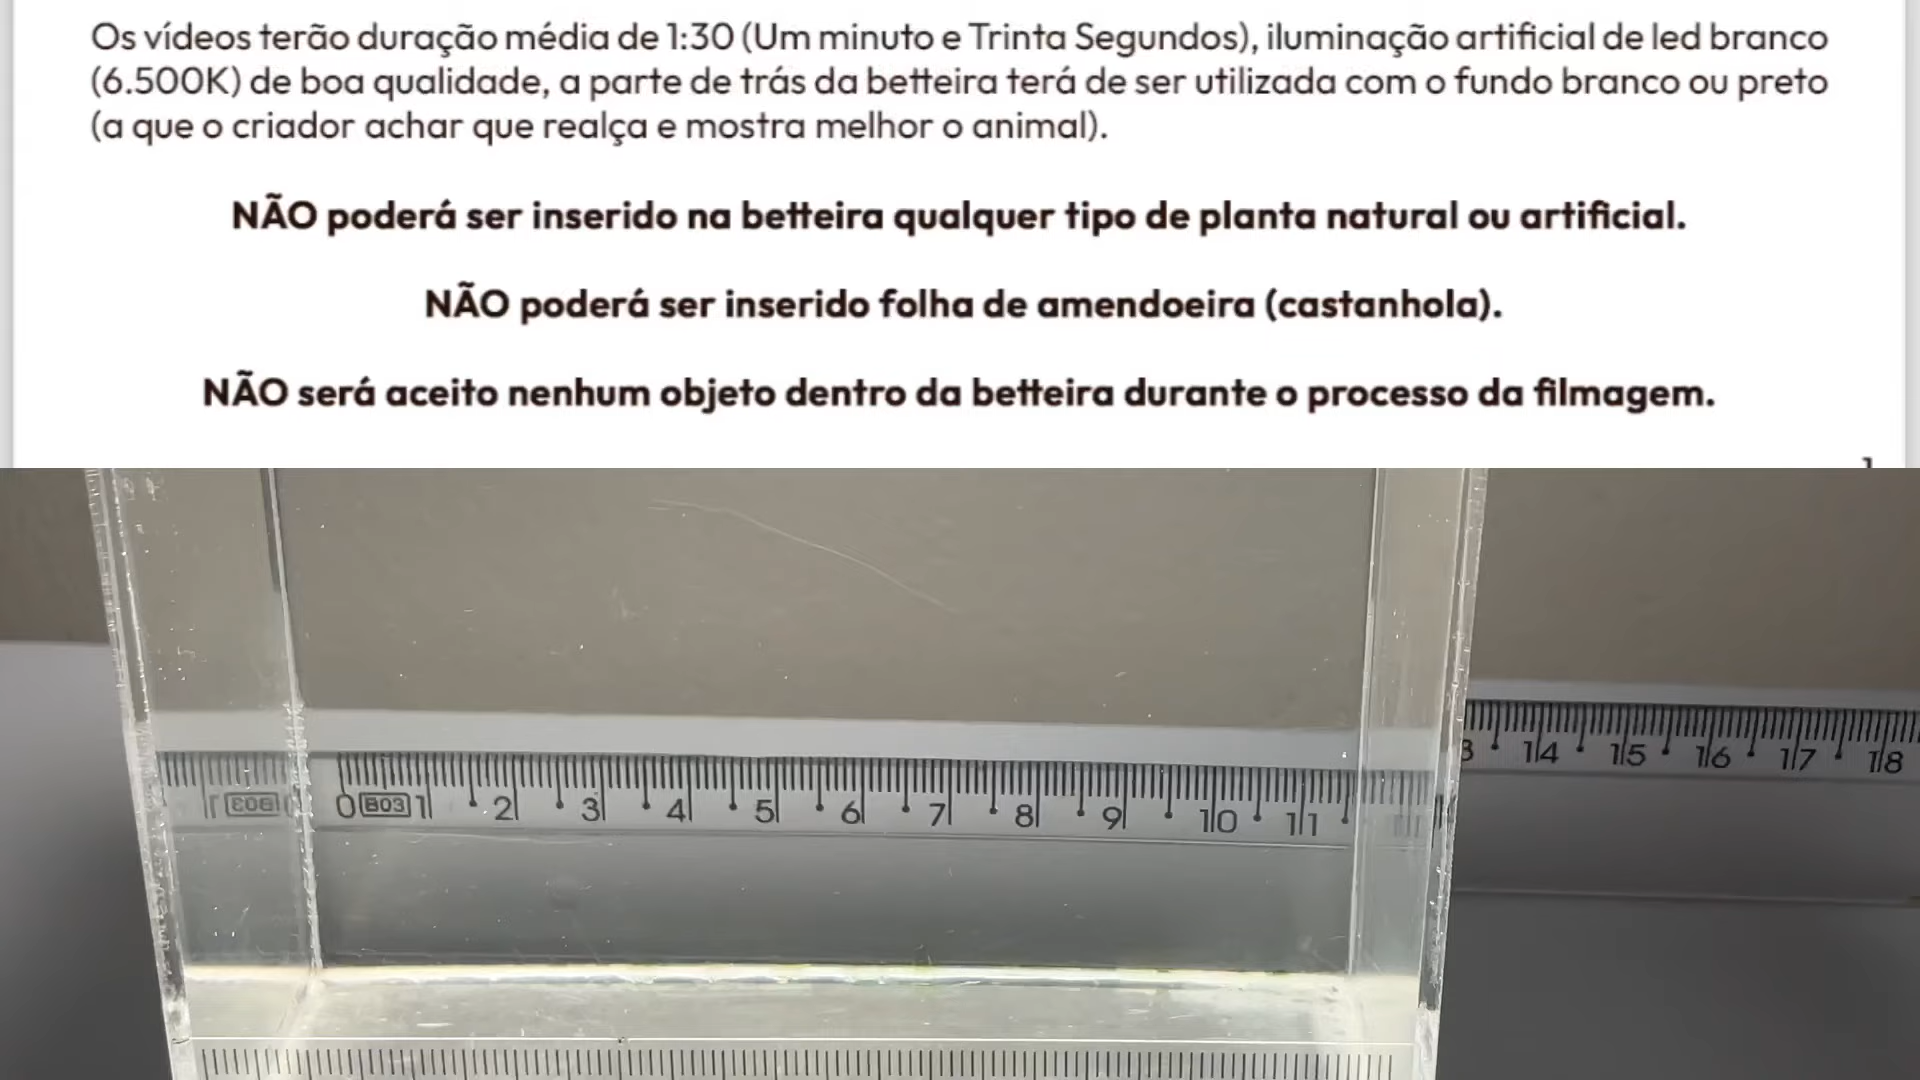 Os vídeos terão duração média de 1:30 (Um minuto e Trinta Segundos), iluminação artificial de led branco
(6.500K) de boa qualidade, a parte de trás da betteira terá de ser utilizada com o fundo branco ou preto
(a que o criador achar que realça e mostra melhor o animal).
NÃO poderá ser inserido na betteira qualquer tipo de planta natural ou artificial.
NÃO poderá ser inserido folha de amendoeira (castanhola).
NÃO será aceito nenhum objeto dentro da betteira durante o processo da filmagem.
0 B03 1 2 3 4 5 6 7 8 9 10 11 14 15 16 17 18